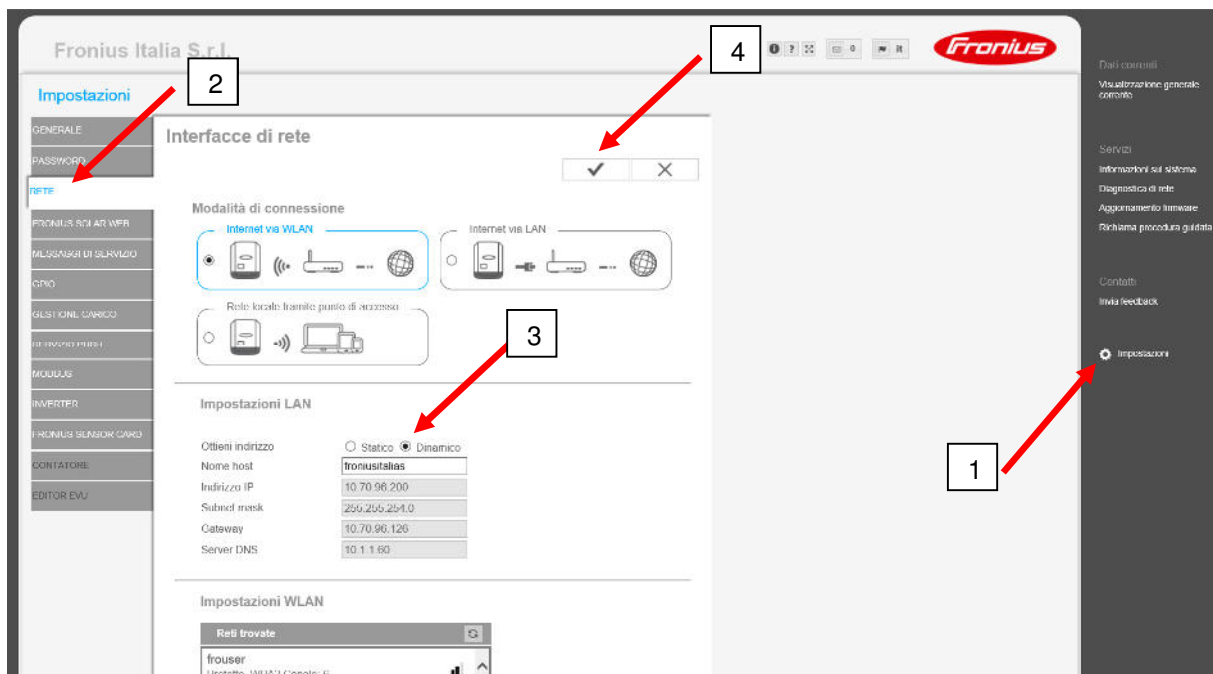 Fronius Italia S.r.l.
4
0
it
Fronius
2
Impostazioni
GENERALE
PASSWORD
RETE
FRONIUS SOLAR WEB
MESSAGGI DI SERVIZIO
GPIO
GESTIONE CARICO
SERVIZIO PUSH
MODBUS
INVERTER
FRONIUS SENSOR CARD
CONTATORE
EDITOR EVU
Interfacce di rete
Modalità di connessione
Internet via WLAN
Internet via LAN
Rete locale tramite punto di accesso
3
Impostazioni LAN
Ottieni indirizzo Statico Dinamico
Nome host froniusitalias
Indirizzo IP 10.70.96.200
Subnet mask 255.255.254.0
Gateway 10.70.96.126
Server DNS 10.1.1.60
Impostazioni WLAN
Reti trovate
frouser
Dati correnti
Visualizzazione generale
corrente
Servizi
Informazioni sul sistema
Diagnostica di rete
Aggiornamento firmware
Richiama procedura guidata
Contatti
Invia feedback
Impostazioni
1